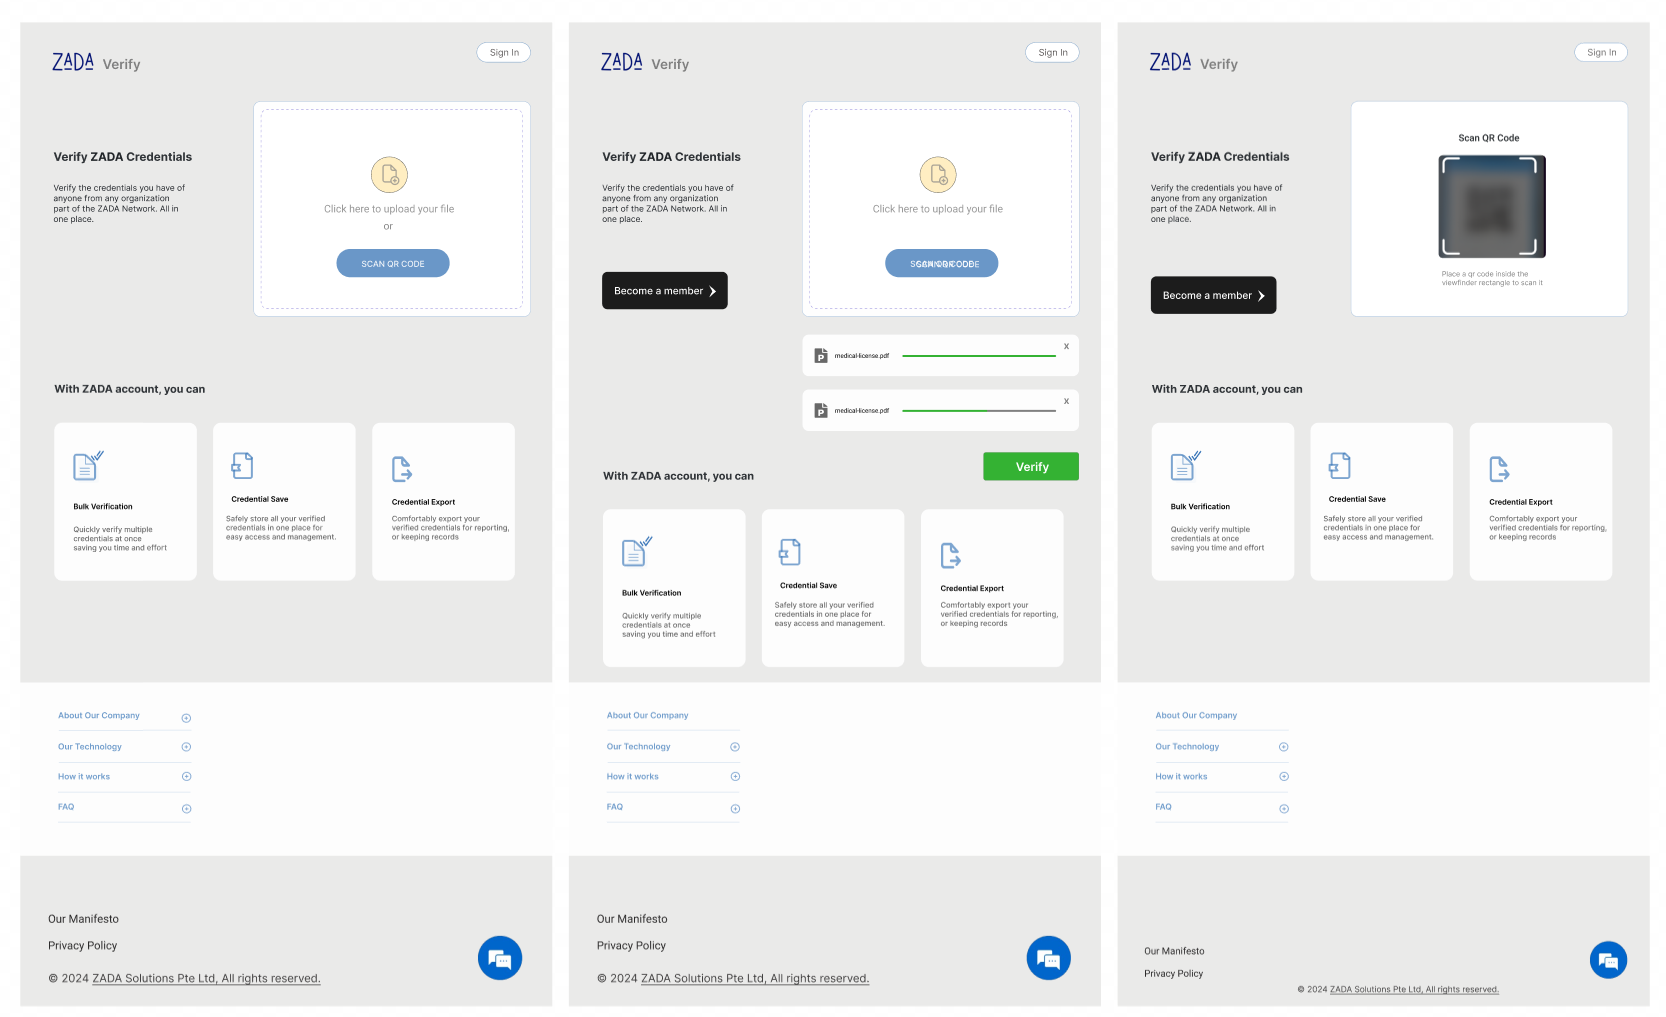 ZADA Verify
Sign In
Verify ZADA Credentials
Verify the credentials you have of
anyone from any organization
part of the ZADA Network. All in
one place.
Click here to upload your file
or
SCAN QR CODE
With ZADA account, you can
Bulk Verification
Quickly verify multiple
credentials at once
saving you time and effort
Credential Save
Safely store all your verified
credentials in one place for
easy access and management.
Credential Export
Comfortably export your
verified credentials for reporting,
or keeping records
About Our Company
Our Technology
How it works
FAQ
Our Manifesto
Privacy Policy
© 2024 ZADA Solutions Pte Ltd, All rights reserved.
ZADA Verify
Sign In
Verify ZADA Credentials
Verify the credentials you have of
anyone from any organization
part of the ZADA Network. All in
one place.
Become a member
Click here to upload your file
P medical-license.pdf X
P medical-license.pdf X
Verify
With ZADA account, you can
Bulk Verification
Quickly verify multiple
credentials at once
saving you time and effort
Credential Save
Safely store all your verified
credentials in one place for
easy access and management.
Credential Export
Comfortably export your
verified credentials for reporting,
or keeping records
About Our Company
Our Technology
How it works
FAQ
Our Manifesto
Privacy Policy
© 2024 ZADA Solutions Pte Ltd, All rights reserved.
ZADA Verify
Sign In
Verify ZADA Credentials
Verify the credentials you have of
anyone from any organization
part of the ZADA Network. All in
one place.
Become a member
Scan QR Code
Place a qr code inside the
viewfinder rectangle to scan it
With ZADA account, you can
Bulk Verification
Quickly verify multiple
credentials at once
saving you time and effort
Credential Save
Safely store all your verified
credentials in one place for
easy access and management.
Credential Export
Comfortably export your
verified credentials for reporting,
or keeping records
About Our Company
Our Technology
How it works
FAQ
Our Manifesto
Privacy Policy
© 2024 ZADA Solutions Pte Ltd, All rights reserved.